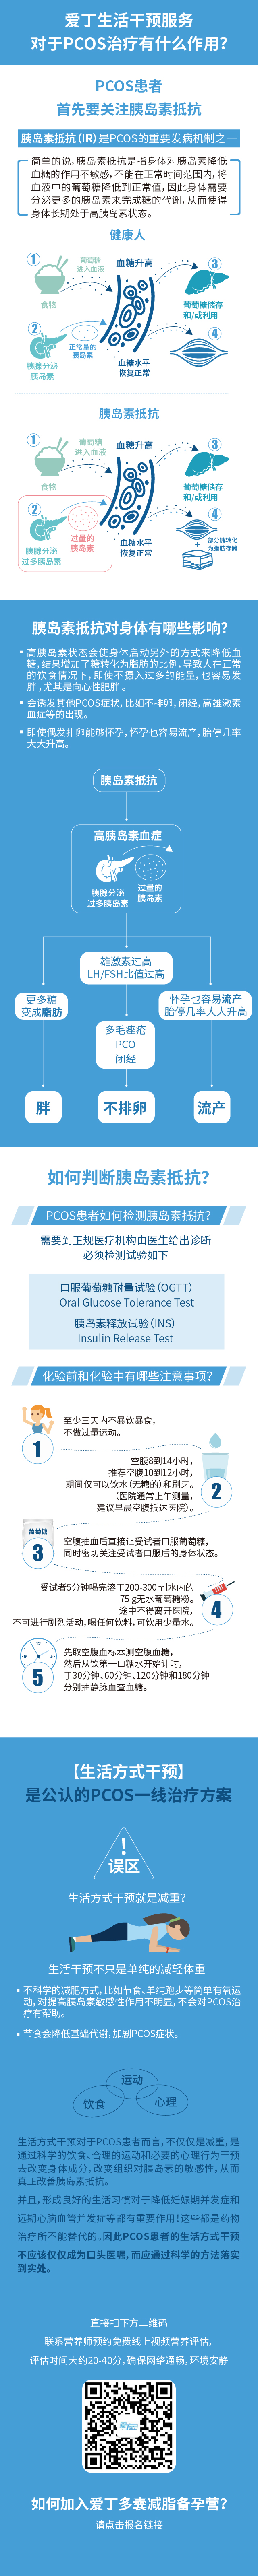 爱丁生活干预服务
对于PCOS治疗有什么作用?
PCOS患者
首先要关注胰岛素抵抗
胰岛素抵抗(IR)是PCOS的重要发病机制之一
简单的说,胰岛素抵抗是指身体对胰岛素降低
血糖的作用不敏感,不能在正常时间范围内,将
血液中的葡萄糖降低到正常值,因此身体需要
分泌更多的胰岛素来完成糖的代谢,从而使得
身体长期处于高胰岛素状态。
健康人
1
葡萄糖
进入血液
血糖升高
3
食物
葡萄糖储存
和/或利用
2
正常量的
胰岛素
4
胰腺分泌
胰岛素
血糖水平
恢复正常
胰岛素抵抗
1
葡萄糖
进入血液
血糖升高
3
食物
葡萄糖储存
和/或利用
2
过量的
胰岛素
4
胰腺分泌
过多胰岛素
血糖水平
恢复正常
+
部分糖转化
为脂肪存储
胰岛素抵抗对身体有哪些影响?
高胰岛素状态会使身体启动另外的方式来降低血
糖,结果增加了糖转化为脂肪的比例,导致人在正常
的饮食情况下,即使不摄入过多的能量,也容易发
胖,尤其是向心性肥胖。
会诱发其他PCOS症状,比如不排卵,闭经,高雄激素
血症等的出现。
即使偶发排卵能够怀孕,怀孕也容易流产,胎停几率
大大升高。
胰岛素抵抗
高胰岛素血症
胰腺分泌
过多胰岛素
过量的
胰岛素
雄激素过高
LH/FSH比值过高
更多糖
变成脂肪
怀孕也容易流产
胎停几率大大升高
多毛痤疮
PCO
闭经
胖
不排卵
流产
如何判断胰岛素抵抗?
PCOS患者如何检测胰岛素抵抗?
需要到正规医疗机构由医生给出诊断
必须检测试验如下
口服葡萄糖耐量试验(OGTT)
Oral Glucose Tolerance Test
胰岛素释放试验(INS)
Insulin Release Test
化验前和化验中有哪些注意事项?
至少三天内不暴饮暴食,
不做过量运动。
1
空腹8到14小时,
推荐空腹10到12小时,
期间仅可以饮水(无糖的)和刷牙。
(医院通常上午测量,
建议早晨空腹抵达医院)。
2
葡萄糖
3
空腹抽血后直接让受试者口服葡萄糖,
同时密切关注受试者口服后的身体状态。
受试者5分钟喝完溶于200-300ml水内的
75 g无水葡萄糖粉。
途中不得离开医院,
不可进行剧烈活动,喝任何饮料,可饮用少量水。
4
12
3
9
5
先取空腹血标本测空腹血糖,
然后从饮第一口糖水开始计时,
于30分钟、60分钟、120分钟和180分钟
分别抽静脉血查血糖。
【生活方式干预】
是公认的PCOS一线治疗方案
!
误区
生活方式干预就是减重?
生活干预不只是单纯的减轻体重
不科学的减肥方式,比如节食、单纯跑步等简单有氧运
动,对提高胰岛素敏感性作用不明显,不会对PCOS治
疗有帮助。
节食会降低基础代谢,加剧PCOS症状。
运动
饮食
心理
生活方式干预对于PCOS患者而言,不仅仅是减重,是
通过科学的饮食、合理的运动和必要的心理行为干预
去改变身体成分，改变组织对胰岛素的敏感性,从而
真正改善胰岛素抵抗。
并且,形成良好的生活习惯对于降低妊娠期并发症和
远期心脑血管并发症等都有重要作用!这些都是药物
治疗所不能替代的。因此PCOS患者的生活方式干预
不应该仅仅成为口头医嘱,而应通过科学的方法落实
到实处。
直接扫下方二维码
联系营养师预约免费线上视频营养评估,
评估时间大约20-40分,确保网络通畅,环境安静
如何加入爱丁多囊减脂备孕营?
请点击报名链接